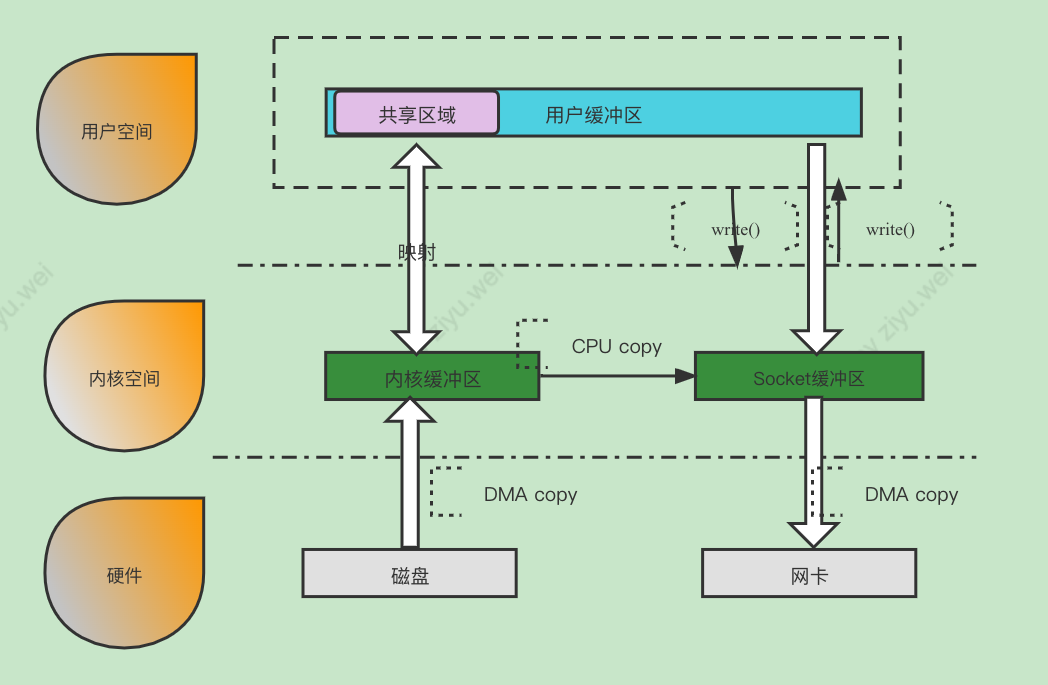 共享区域
用户缓冲区
用户空间
write()
write()
映射
ziyu.wei
ziyu.wei
ziyu.wei
CPU copy
内核空间
内核缓冲区
Socket缓冲区
DMA copy
DMA copy
硬件
磁盘
网卡